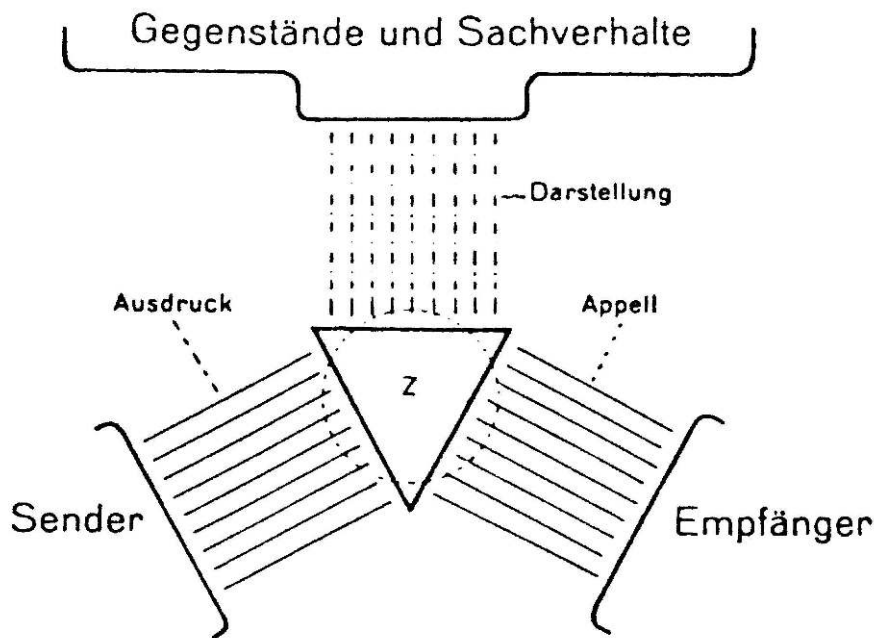 Gegenstände und Sachverhalte
Darstellung
Ausdruck
Appell
Z
Sender
Empfänger